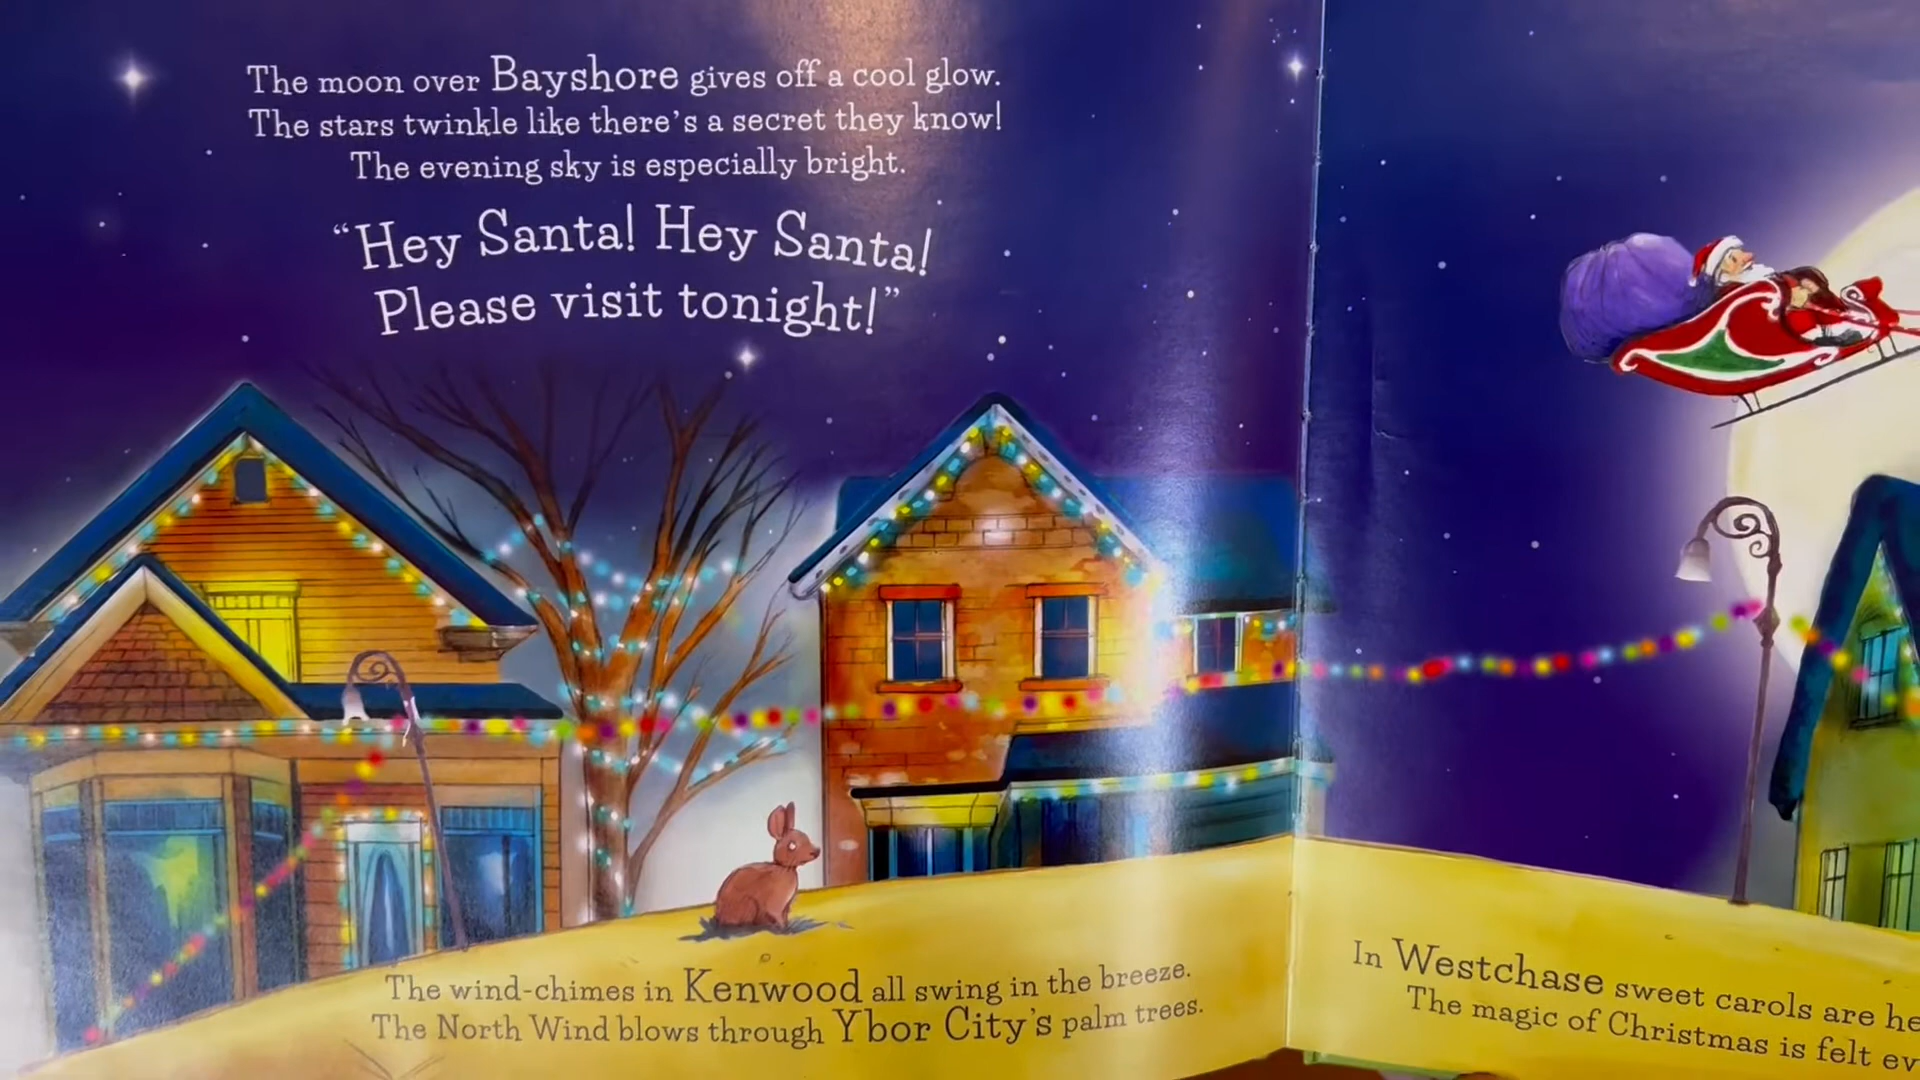 The moon over Bayshore gives off a cool glow.
The stars twinkle like there's a secret they know!
The evening sky is especially bright.
"Hey Santa! Hey Santa!
Please visit tonight!"
The wind-chimes in Kenwood all swing in the breeze.
The North Wind blows through Ybor City's palm trees.
In Westchase sweet carols are
The magic of Christmas is felt